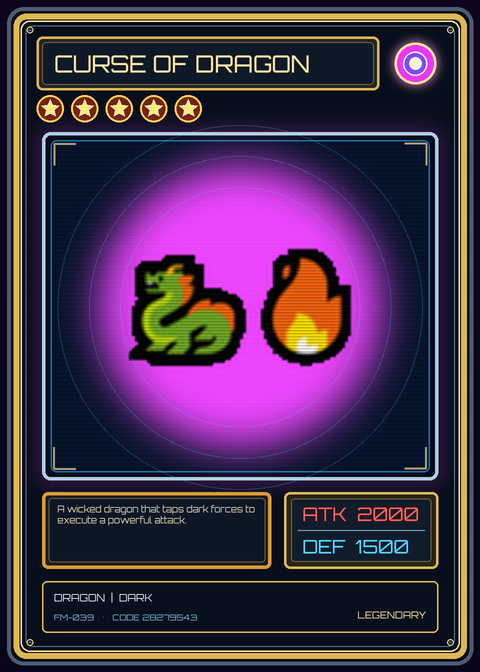 CURSE OF DRAGON
A wicked dragon that taps dark forces to
execute a powerful attack.
ATK 2000
DEF 1500
DRAGON | DARK
FM-039 · CODE 28279543
LEGENDARY